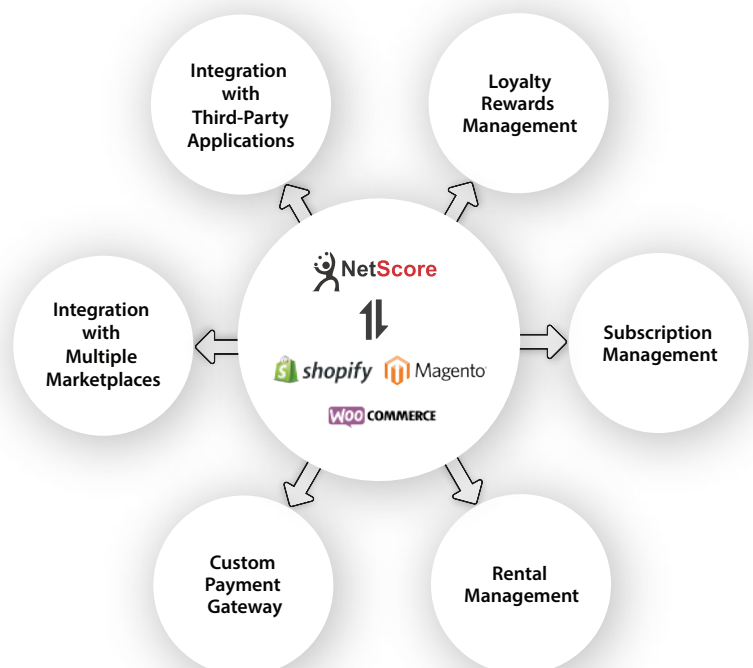 Integration
with
Third-Party
Applications
Loyalty
Rewards
Management
NetScore
shopify
Magento
WOO COMMERCE
Integration
with
Multiple
Marketplaces
Subscription
Management
Custom
Payment
Gateway
Rental
Management